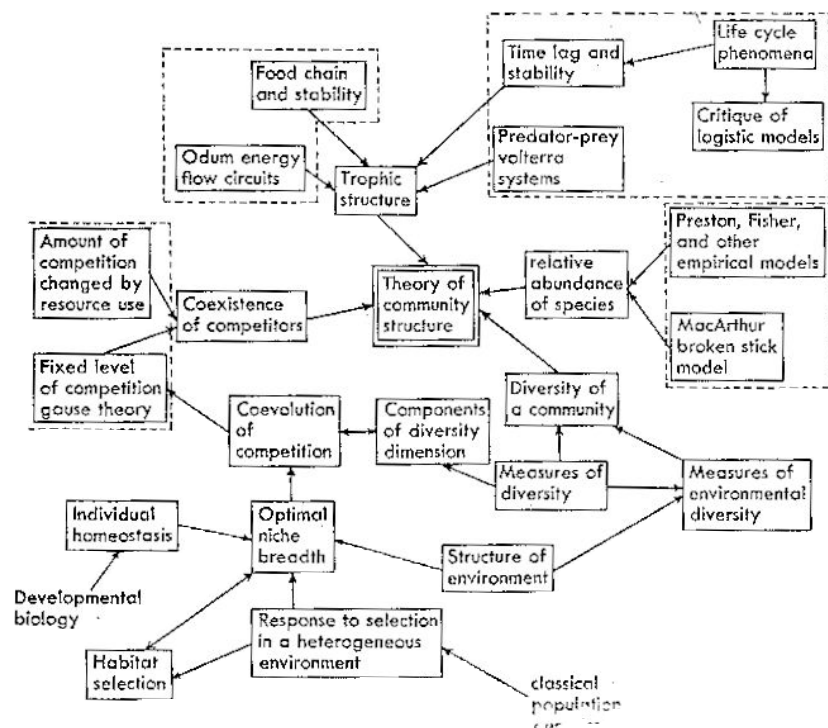 Life cycle
phenomena
Time lag and
stability
Food chain
and stability
Critique of
logistic models
Predator-prey
volterra
systems
Odum energy
flow circuits
Trophic
structure
Preston, Fisher,
and other
empirical models
Amount of
competition
changed by
resource use
relative
abundance
of species
Theory of
community
structure
Coexistence of
competitors
MacArthur
broken stick
model
Fixed level
of competition
gause theory
Diversity of
a community
Coevolution
of
competition
Components
of diversity
dimension
Measures of
diversity
Measures of
environmental
diversity
Individual
homeostasis
Optimal
niche
breadth
Structure of
environment
Developmental
biology
Response to selection
in a heterogeneous
environment
Habitat
selection
classical
population